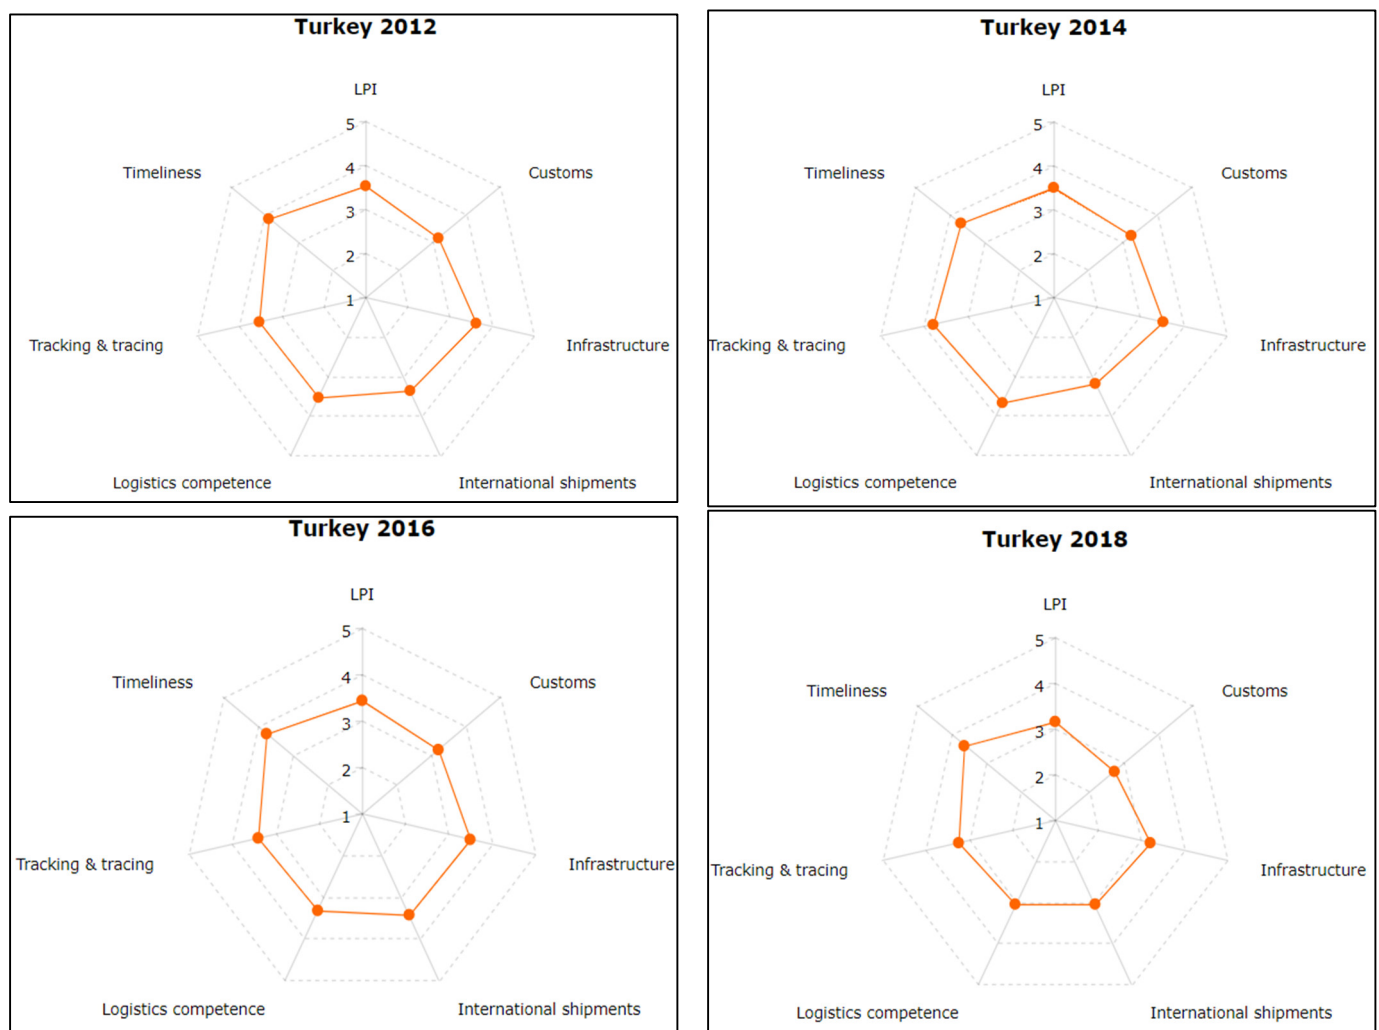 Turkey 2012
LPI
5
Timeliness
4
Customs
3
2
1
Tracking & tracing
Infrastructure
Logistics competence
International shipments
Turkey 2014
LPI
5
Timeliness
4
Customs
3
2
1
Tracking & tracing
Infrastructure
Logistics competence
International shipments
Turkey 2016
LPI
5
Timeliness
4
Customs
3
2
1
Tracking & tracing
Infrastructure
Logistics competence
International shipments
Turkey 2018
LPI
5
Timeliness
4
Customs
3
2
1
Tracking & tracing
Infrastructure
Logistics competence
International shipments